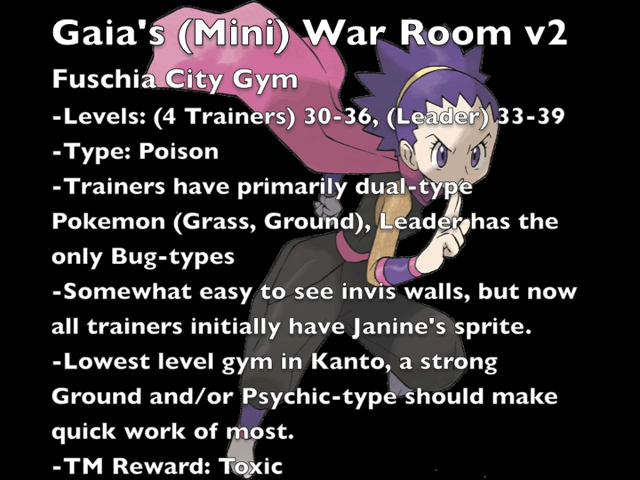 Gaia's (Mini) War Room v2
Fuschia City Gym
-Levels: (4 Trainers) 30-36, (Leader) 33-39
-Type: Poison
-Trainers have primarily dual-type
Pokemon (Grass, Ground), Leader has the
only Bug-types
-Somewhat easy to see invis walls, but now
all trainers initially have Janine's sprite.
-Lowest level gym in Kanto, a strong
Ground and/or Psychic-type should make
quick work of most.
-TM Reward: Toxic